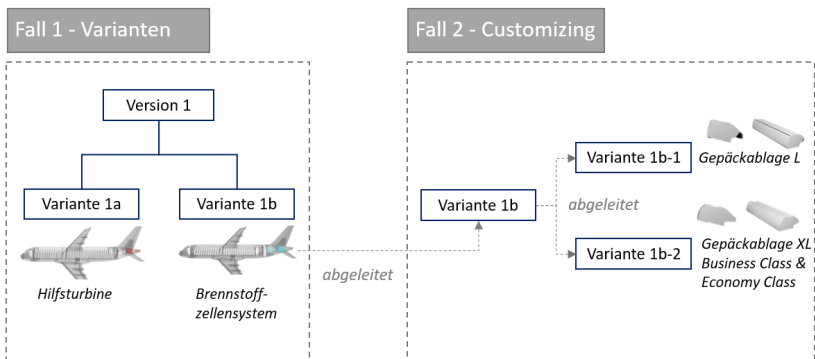 Fall 1 - Varianten
Version 1
Variante 1a
Variante 1b
Hilfsturbine
Brennstoff-
zellensystem
abgeleitet
Fall 2 - Customizing
Variante 1b
abgeleitet
Variante 1b-1
Gepäckablage L
Variante 1b-2
Gepäckablage XL
Business Class &
Economy Class